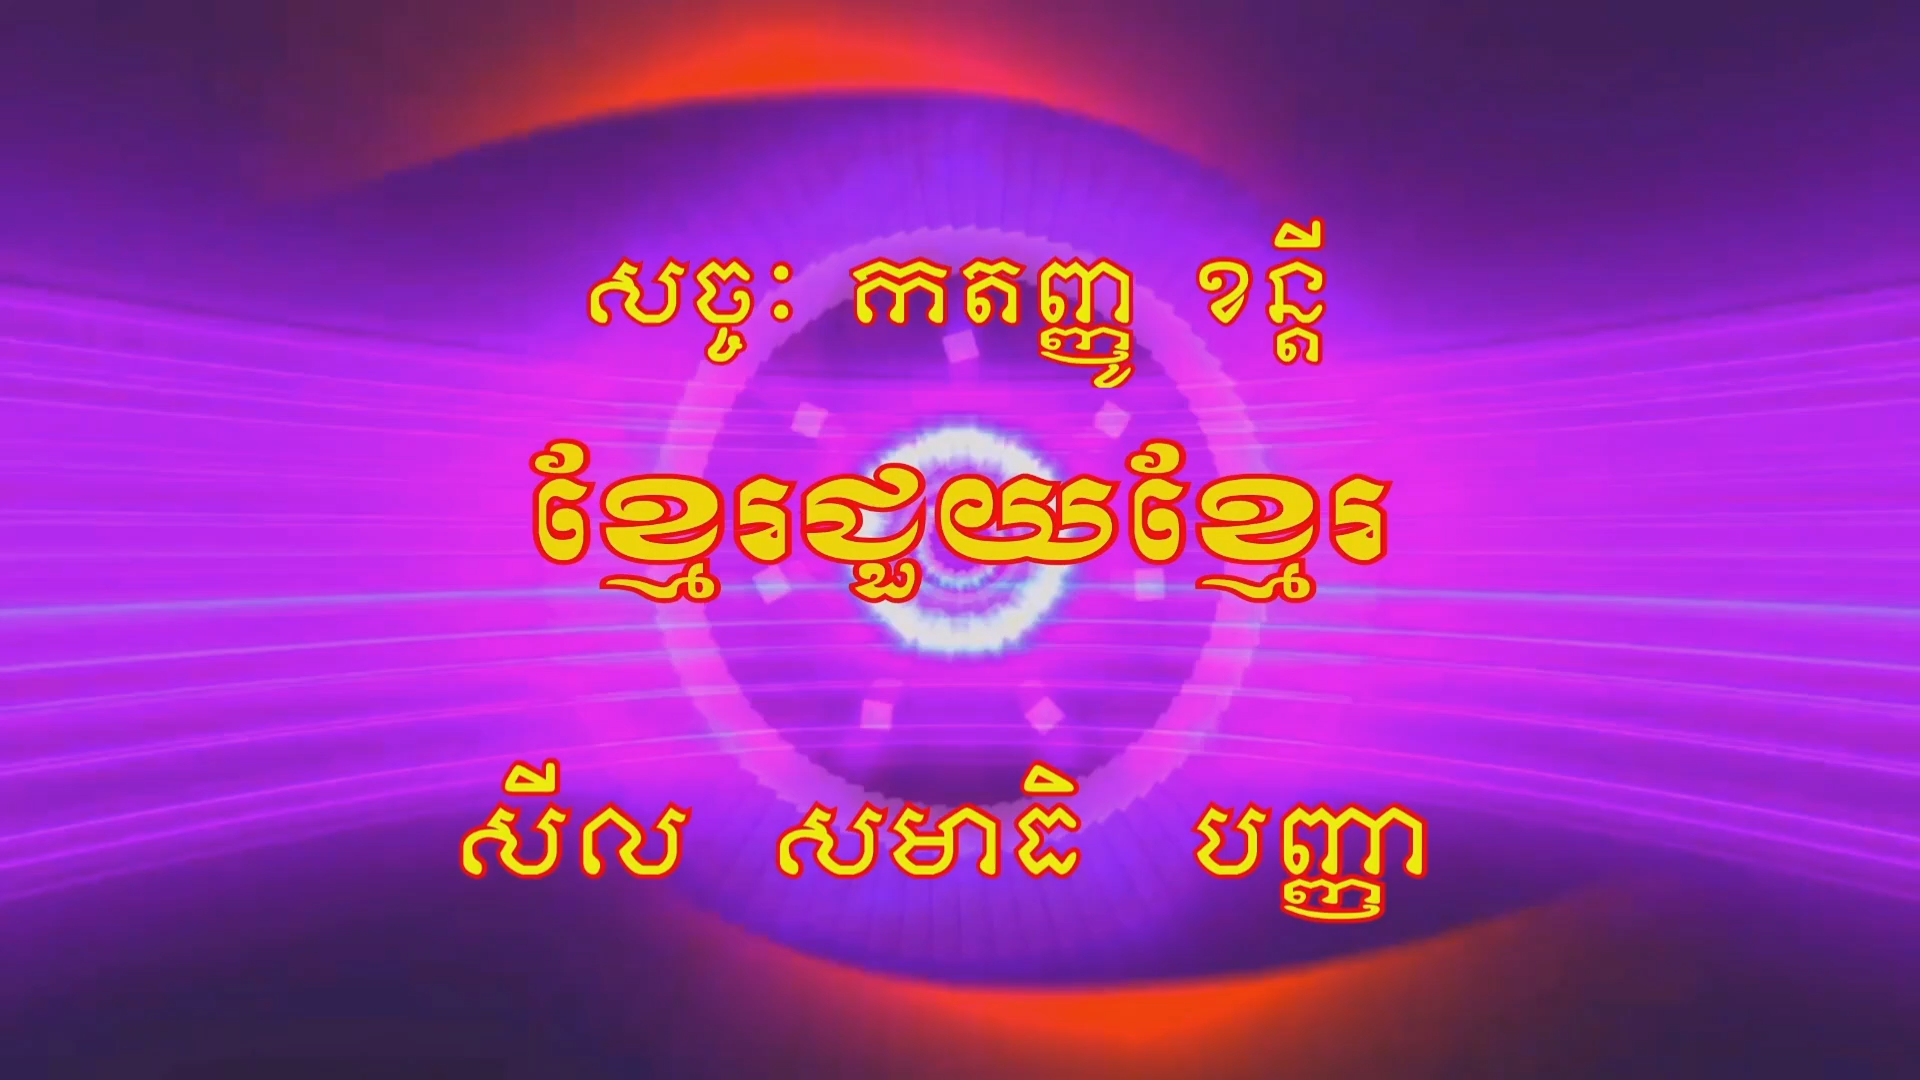 សច្ចៈ កតញ្ញូ ខន្តី
ខ្មែរជួយខ្មែរ
សីល សមាធិ បញ្ញា